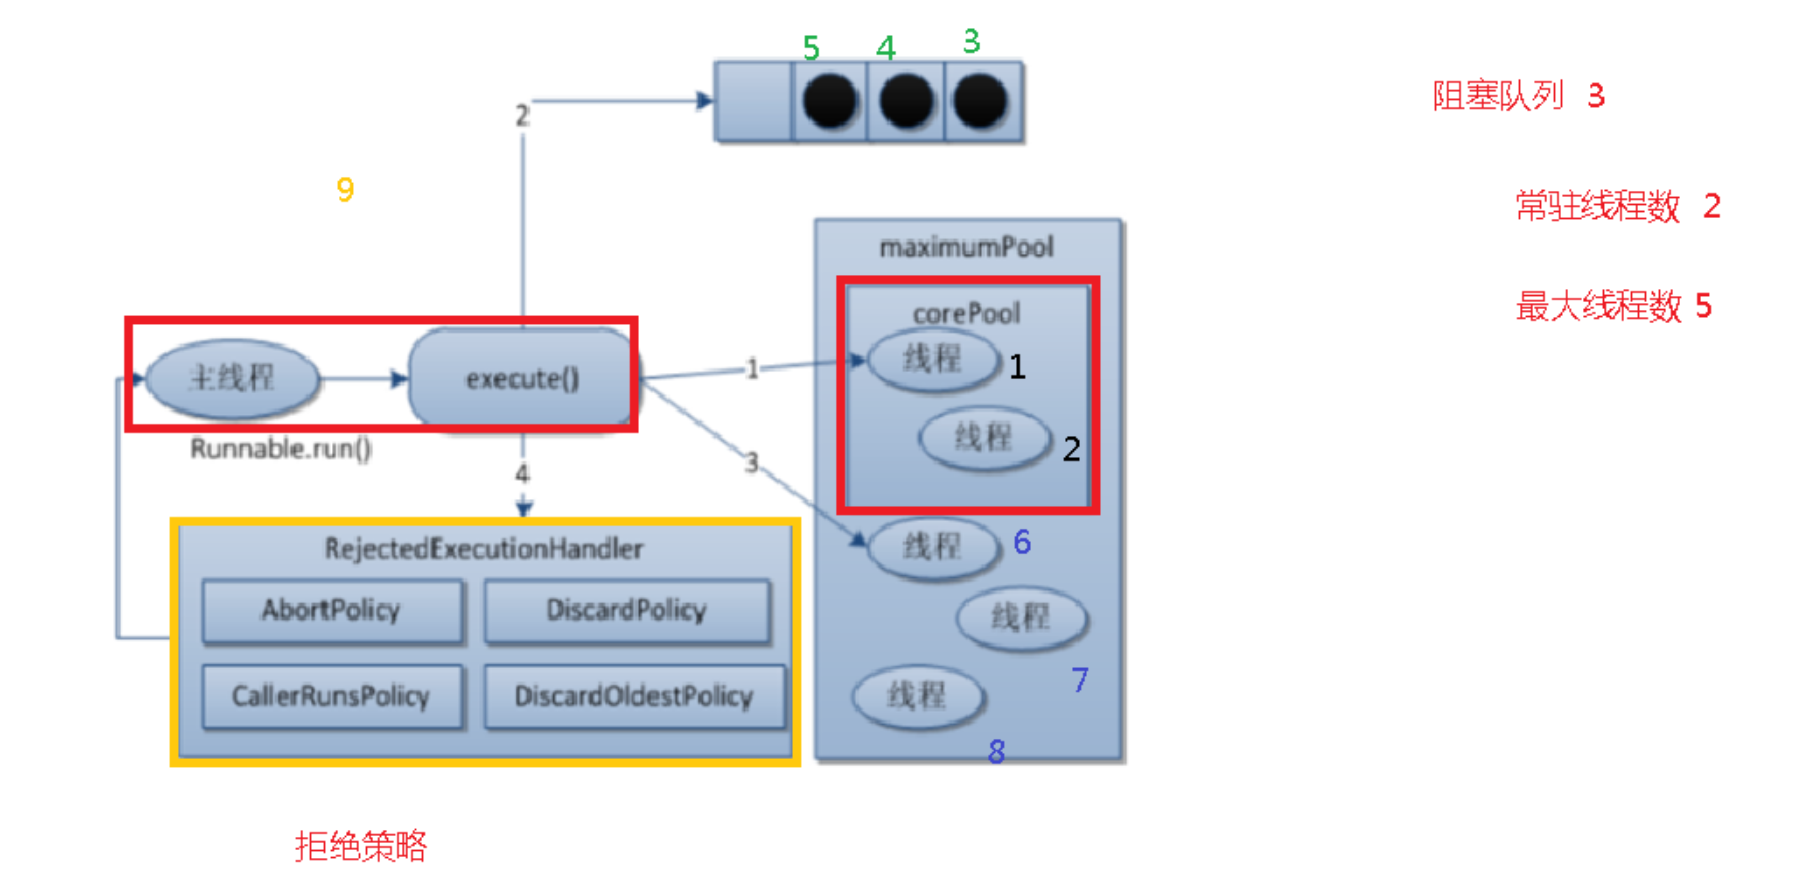 5 4 3
阻塞队列 3
2
9
常驻线程数 2
maximumPool
最大线程数 5
corePool
线程 1
主线程
execute()
1
线程 2
Runnable.run()
3
4
线程 6
RejectedExecutionHandler
AbortPolicy
DiscardPolicy
线程
7
CallerRunsPolicy
DiscardOldestPolicy
线程
8
拒绝策略